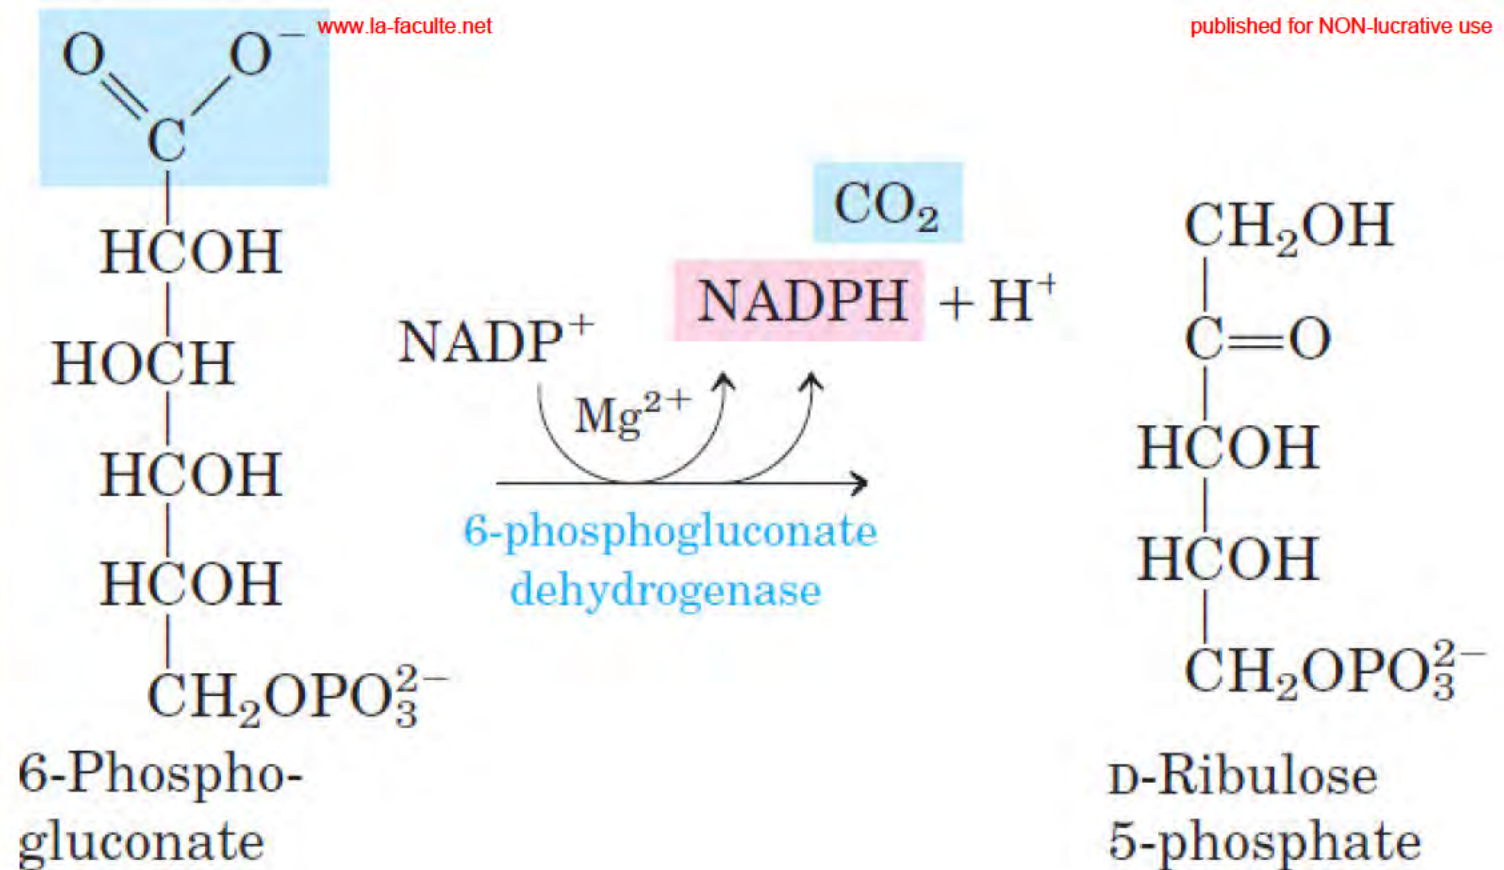 www.la-faculte.net
published for NON-lucrative use
O
O⁻
C
HCOH
HOCH
HCOH
HCOH
CH₂OPO₃²⁻
6-Phospho-
gluconate
NADP⁺
Mg²⁺
CO₂
NADPH + H⁺
6-phosphogluconate
dehydrogenase
CH₂OH
C=O
HCOH
HCOH
CH₂OPO₃²⁻
D-Ribulose
5-phosphate